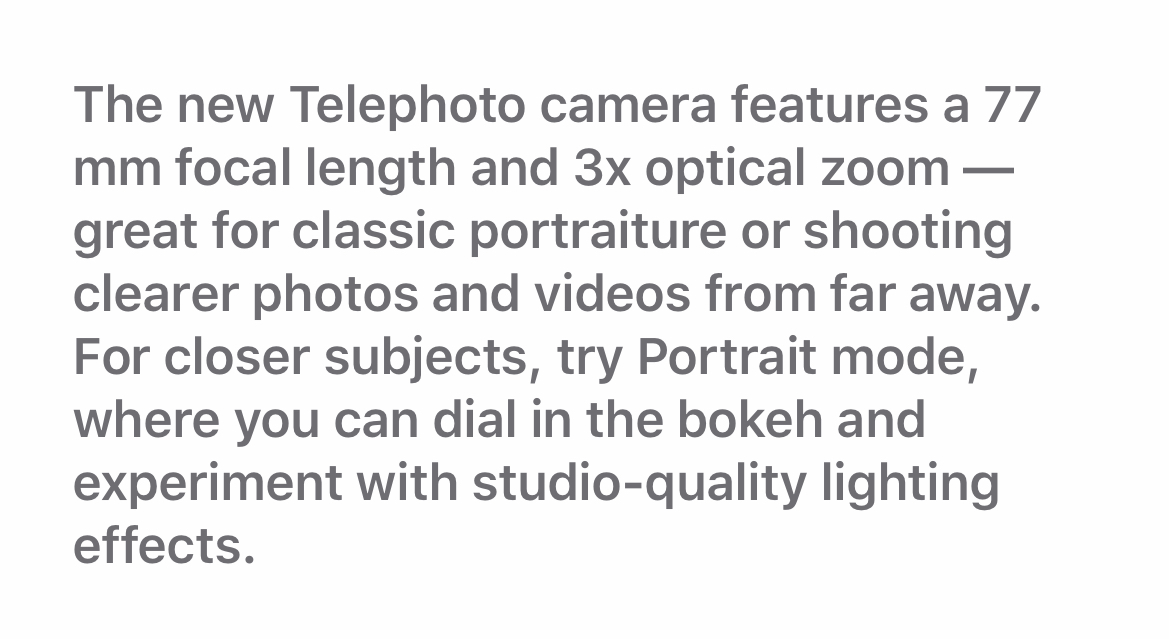 The new Telephoto camera features a 77
mm focal length and 3x optical zoom —
great for classic portraiture or shooting
clearer photos and videos from far away.
For closer subjects, try Portrait mode,
where you can dial in the bokeh and
experiment with studio-quality lighting
effects.